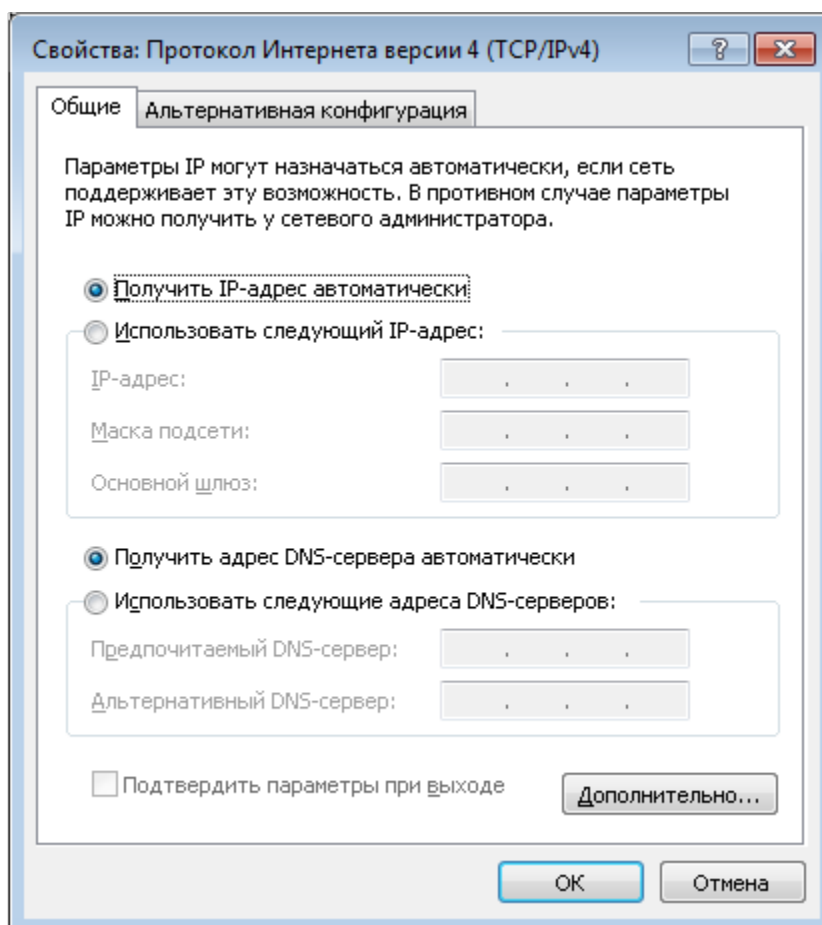 Свойства: Протокол Интернета версии 4 (TCP/IPv4)
Общие
Альтернативная конфигурация
Параметры IP могут назначаться автоматически, если сеть
поддерживает эту возможность. В противном случае параметры
IP можно получить у сетевого администратора.
Получить IP-адрес автоматически
Использовать следующий IP-адрес:
IP-адрес:
Маска подсети:
Основной шлюз:
Получить адрес DNS-сервера автоматически
Использовать следующие адреса DNS-серверов:
Предпочитаемый DNS-сервер:
Альтернативный DNS-сервер:
Подтвердить параметры при выходе
Дополнительно...
ОК
Отмена